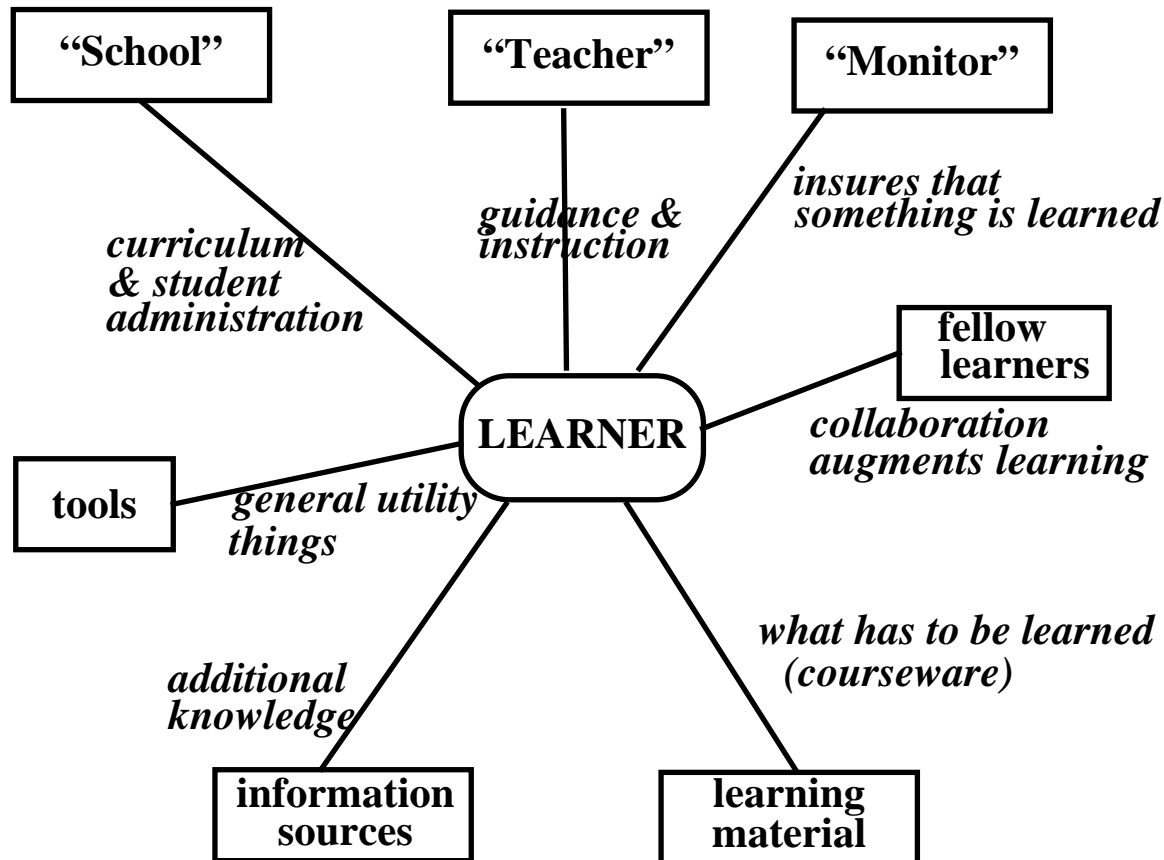 “School”
“Teacher”
“Monitor”
insures that
something is learned
guidance &
instruction
curriculum
& student
administration
fellow
learners
LEARNER
collaboration
augments learning
tools
general utility
things
what has to be learned
(courseware)
additional
knowledge
information
sources
learning
material